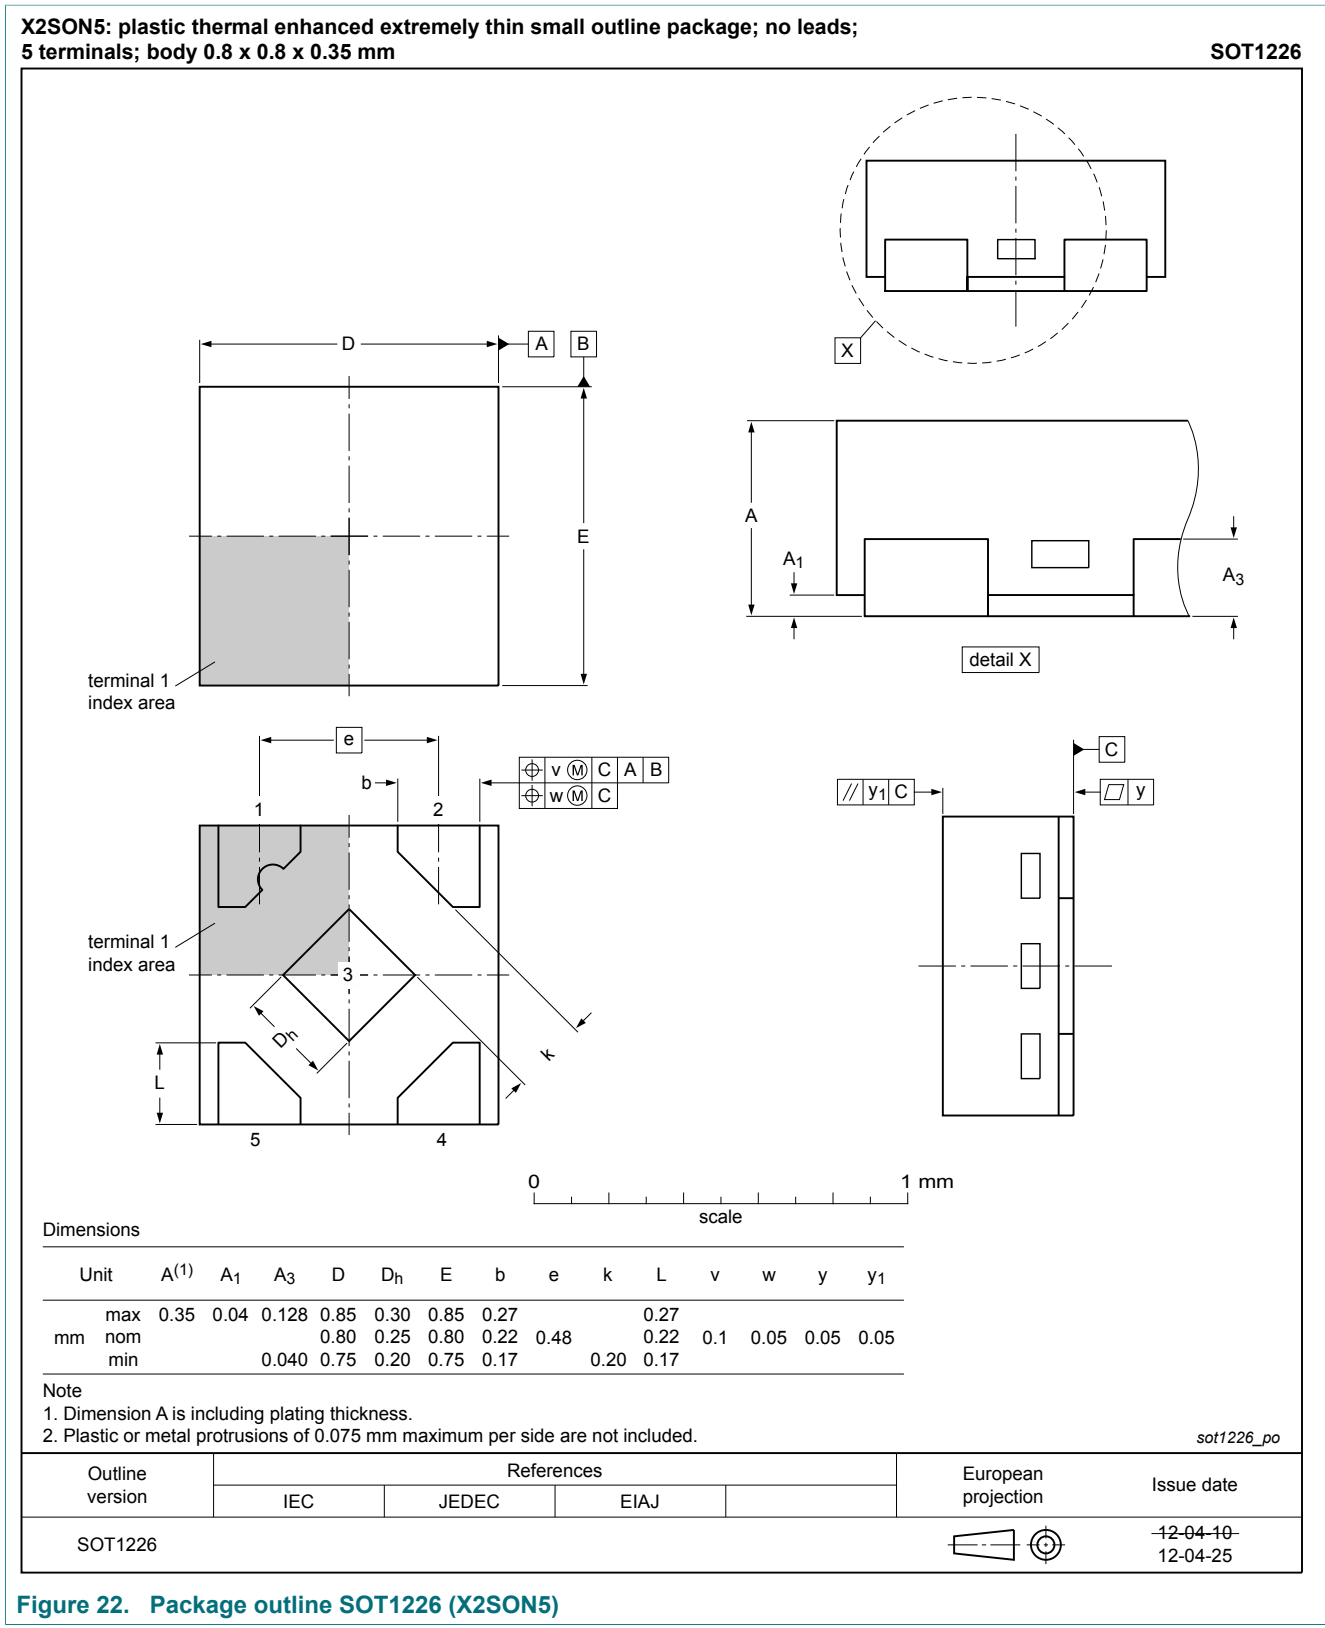 X2SON5: plastic thermal enhanced extremely thin small outline package; no leads;
5 terminals; body 0.8 x 0.8 x 0.35 mm
SOT1226
X
D
A
B
E
terminal 1
index area
A
A1
A3
detail X
e
b
v M C A B
w M C
1
2
terminal 1
index area
3
Dh
k
L
5
4
C
// y1 C
y
0
1 mm
scale
Dimensions
Unit A(1) A1 A3 D Dh E b e k L v w y y1
max 0.35 0.04 0.128 0.85 0.30 0.85 0.27 0.27
mm nom 0.80 0.25 0.80 0.22 0.48 0.22 0.1 0.05 0.05 0.05
min 0.040 0.75 0.20 0.75 0.17 0.20 0.17
Note
1. Dimension A is including plating thickness.
2. Plastic or metal protrusions of 0.075 mm maximum per side are not included.
sot1226_po
Outline
version
References
IEC JEDEC EIAJ
European
projection
Issue date
SOT1226
12-04-10
12-04-25
Figure 22. Package outline SOT1226 (X2SON5)